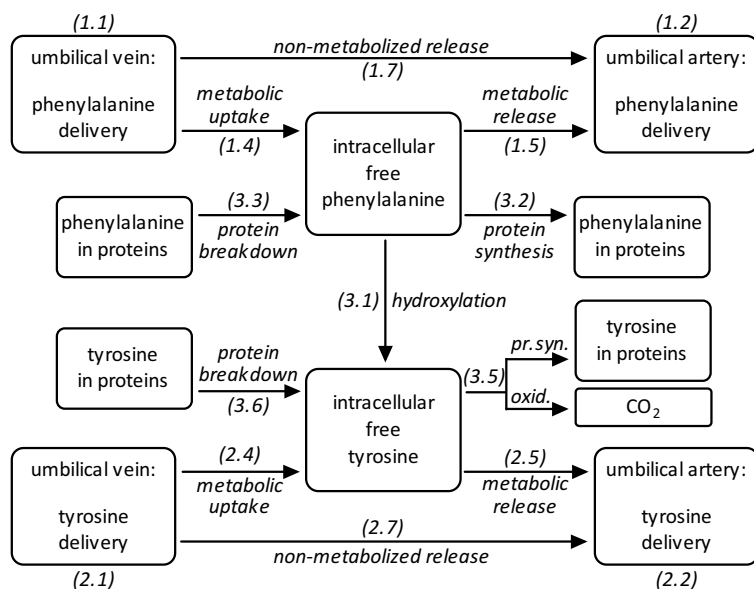 (1.1)
(1.2)
umbilical vein:
phenylalanine
delivery
non-metabolized release
(1.7)
umbilical artery:
phenylalanine
delivery
metabolic
uptake
(1.4)
metabolic
release
(1.5)
intracellular
free
phenylalanine
phenylalanine
in proteins
(3.3)
protein
breakdown
(3.2)
protein
synthesis
phenylalanine
in proteins
(3.1) hydroxylation
tyrosine
in proteins
protein
breakdown
(3.6)
intracellular
free
tyrosine
(3.5)
pr.syn.
oxid.
tyrosine
in proteins
CO₂
umbilical vein:
tyrosine
delivery
(2.4)
metabolic
uptake
(2.5)
metabolic
release
umbilical artery:
tyrosine
delivery
(2.7)
non-metabolized release
(2.1)
(2.2)